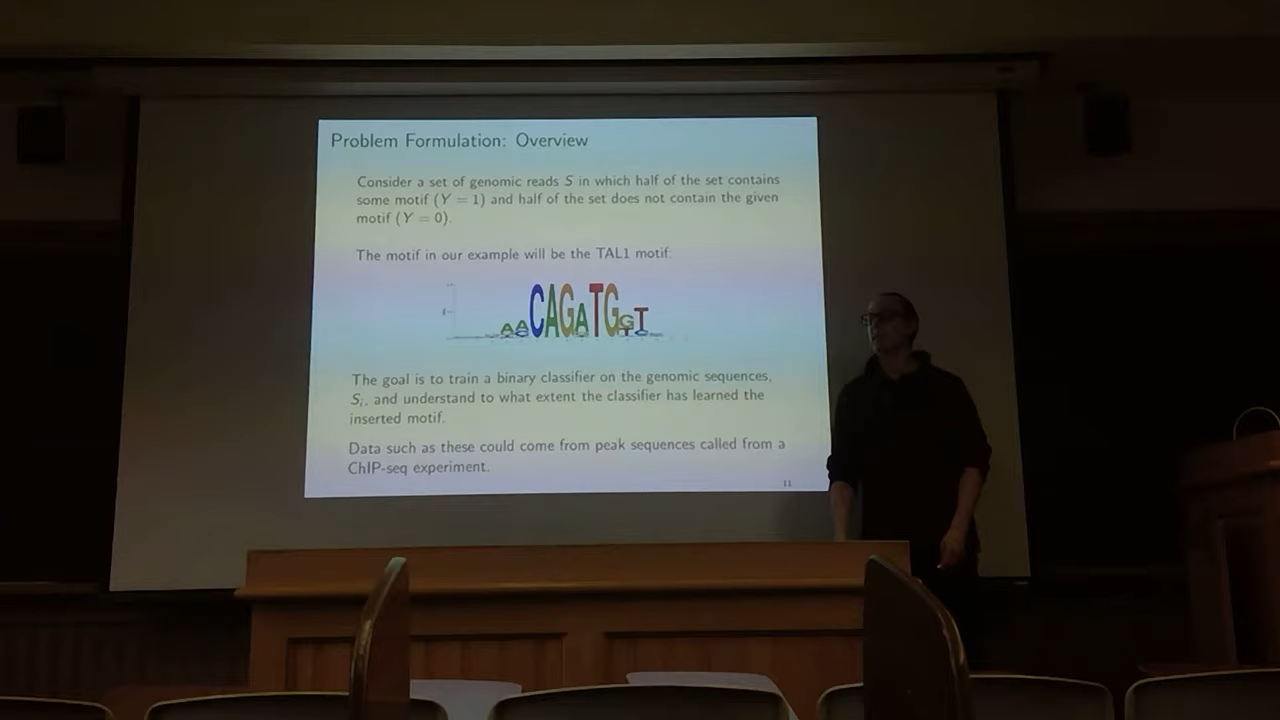 Problem Formulation: Overview
Consider a set of genomic reads S in which half of the set contains
some motif (Y = 1) and half of the set does not contain the given
motif (Y = 0).
The motif in our example will be the TAL1 motif:
AACAGATGGT
The goal is to train a binary classifier on the genomic sequences,
Si, and understand to what extent the classifier has learned the
inserted motif.
Data such as these could come from peak sequences called from a
ChIP-seq experiment.
11